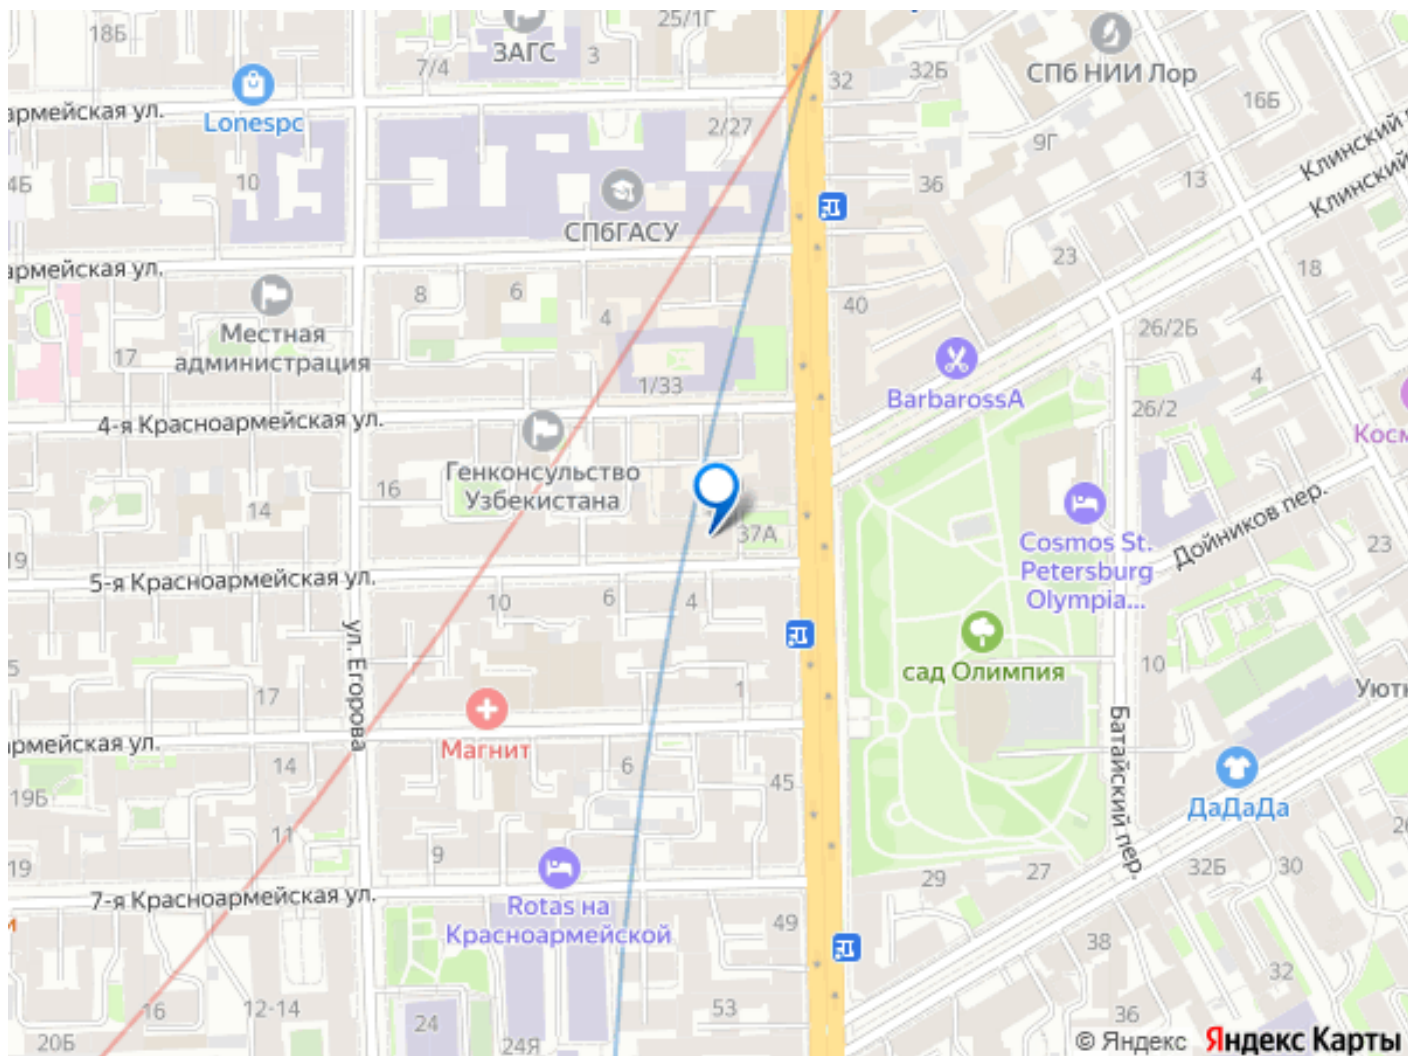 18Б
25/1Г
ЗАГС
3
7/4
32
32Б
СПб НИИ Лор
16Б
армейская ул.
Lonespc
2/27
9Г
Клинский
Клинский
4Б
10
36
13
СПбГАСУ
23
18
армейская ул.
8
6
4
40
Местная
администрация
17
26/2Б
1/33
BarbarossA
4
26/2
4-я Красноармейская ул.
Косм
Генконсульство
Узбекистана
16
14
37А
Дойников пер.
23
Cosmos St.
Petersburg
Olympia...
19
5-я Красноармейская ул.
10
6
4
ул. Егорова
сад Олимпия
10
5
17
1
Уютн
армейская ул.
Магнит
14
6
45
Батайский пер.
19Б
ДаДаДа
11
9
26
19
29
27
32Б
30
7-я Красноармейская ул.
Rotas на
Красноармейской
и
49
38
32
16
12-14
53
24
36
20Б
24Я
© Яндекс Яндекс Карты